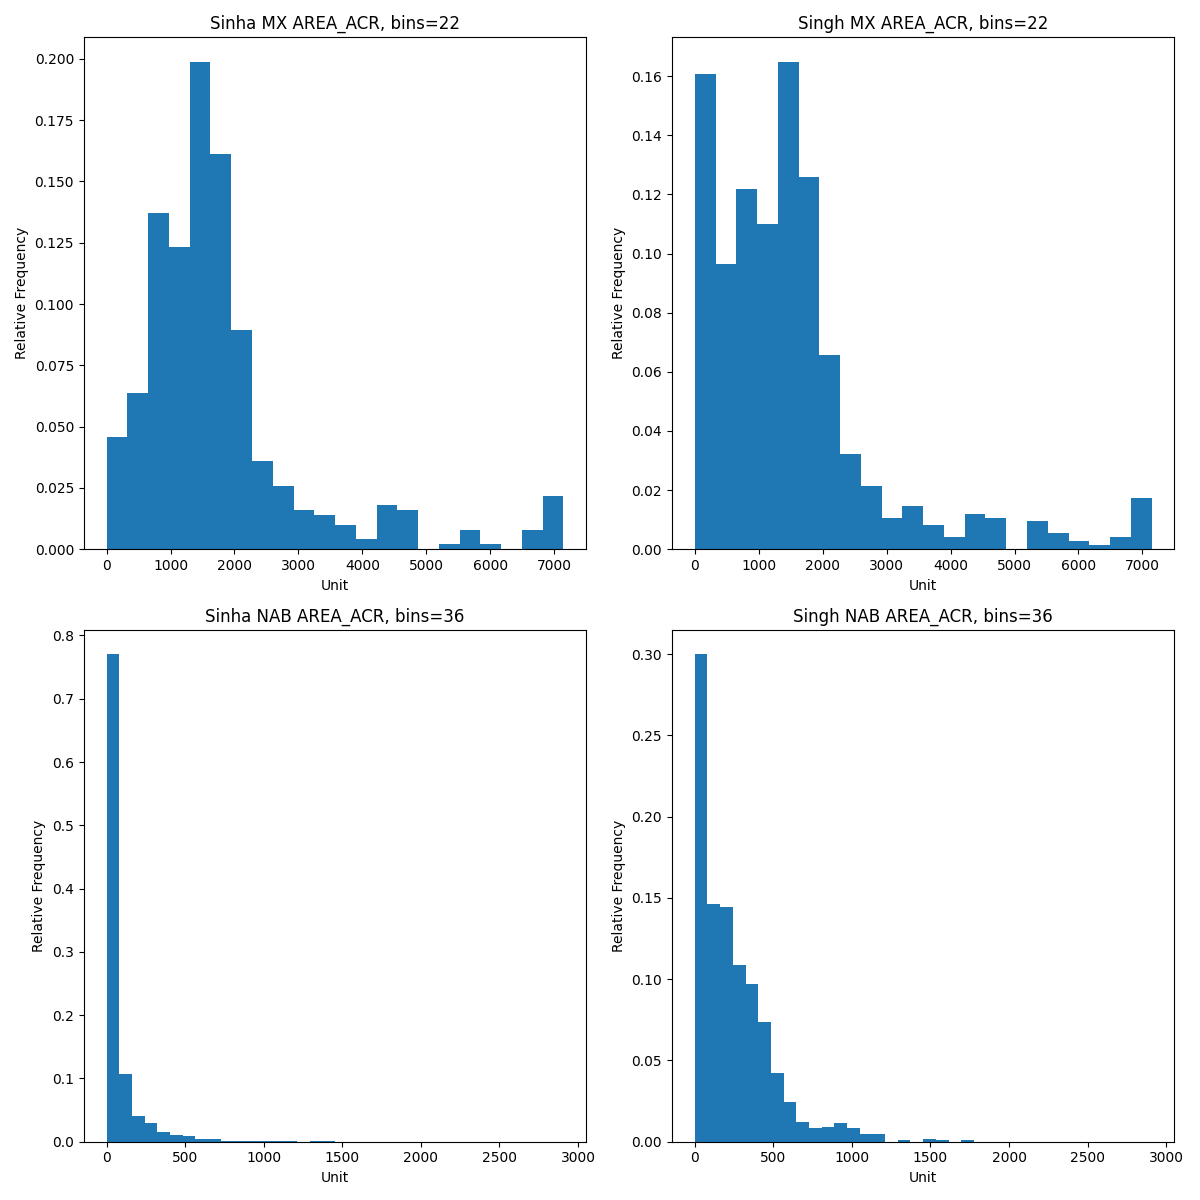 Sinha MX AREA_ACR, bins=22
0.200
0.175
0.150
0.125
0.100
0.075
0.050
0.025
0.000
Relative Frequency
0 1000 2000 3000 4000 5000 6000 7000
Unit
Singh MX AREA_ACR, bins=22
0.16
0.14
0.12
0.10
0.08
0.06
0.04
0.02
0.00
Relative Frequency
0 1000 2000 3000 4000 5000 6000 7000
Unit
Sinha NAB AREA_ACR, bins=36
0.8
0.7
0.6
0.5
0.4
0.3
0.2
0.1
0.0
Relative Frequency
0 500 1000 1500 2000 2500 3000
Unit
Singh NAB AREA_ACR, bins=36
0.30
0.25
0.20
0.15
0.10
0.05
0.00
Relative Frequency
0 500 1000 1500 2000 2500 3000
Unit